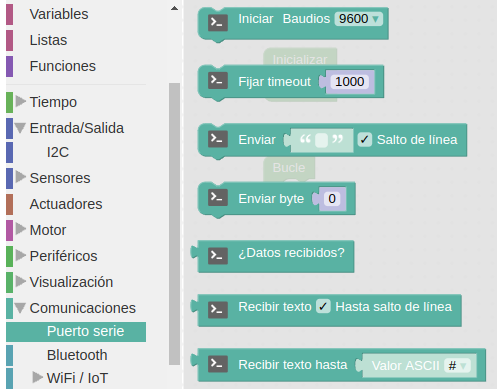 Variables
Listas
Funciones
Tiempo
Entrada/Salida
I2C
Sensores
Actuadores
Motor
Periféricos
Visualización
Comunicaciones
Puerto serie
Bluetooth
WiFi / IoT
Iniciar Baudios 9600
Inicializar
Fijar timeout 1000
Enviar “ ” Salto de línea
Bucle
Enviar byte 0
¿Datos recibidos?
Recibir texto Hasta salto de línea
Recibir texto hasta Valor ASCII #